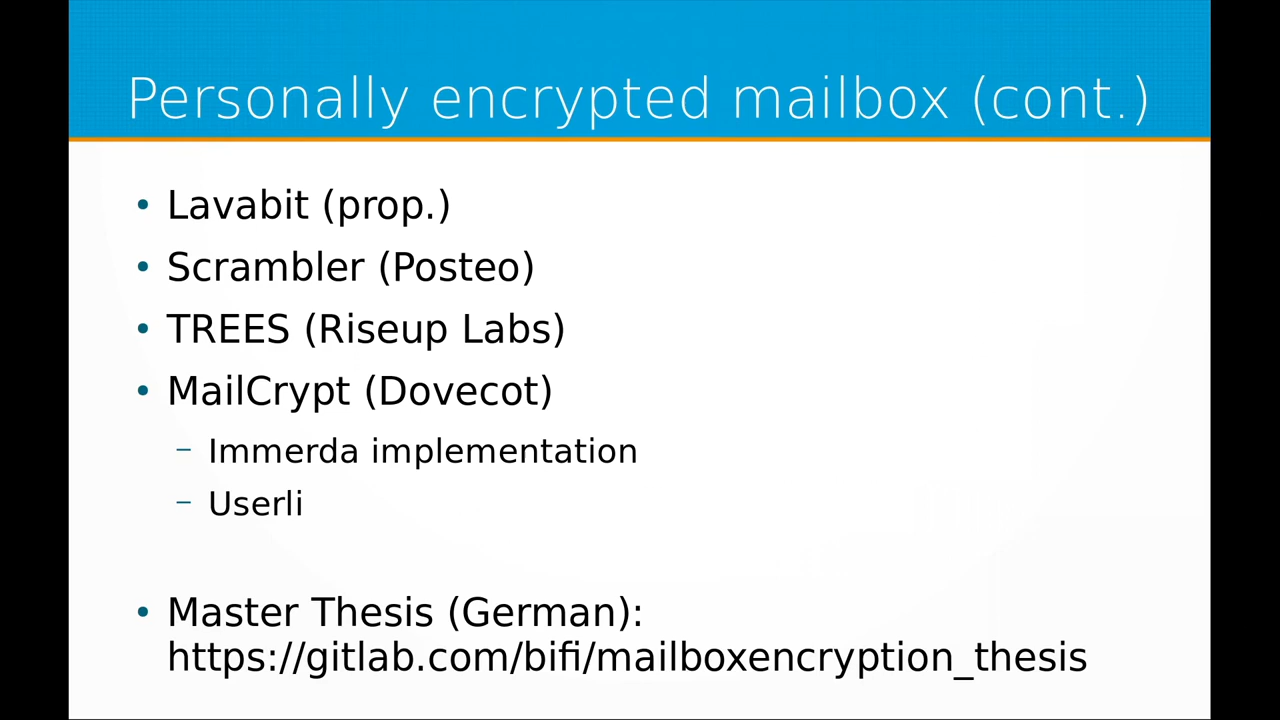 Personally encrypted mailbox (cont.)
• Lavabit (prop.)
• Scrambler (Posteo)
• TREES (Riseup Labs)
• MailCrypt (Dovecot)
– Immerda implementation
– Userli
• Master Thesis (German):
https://gitlab.com/bifi/mailboxencryption_thesis